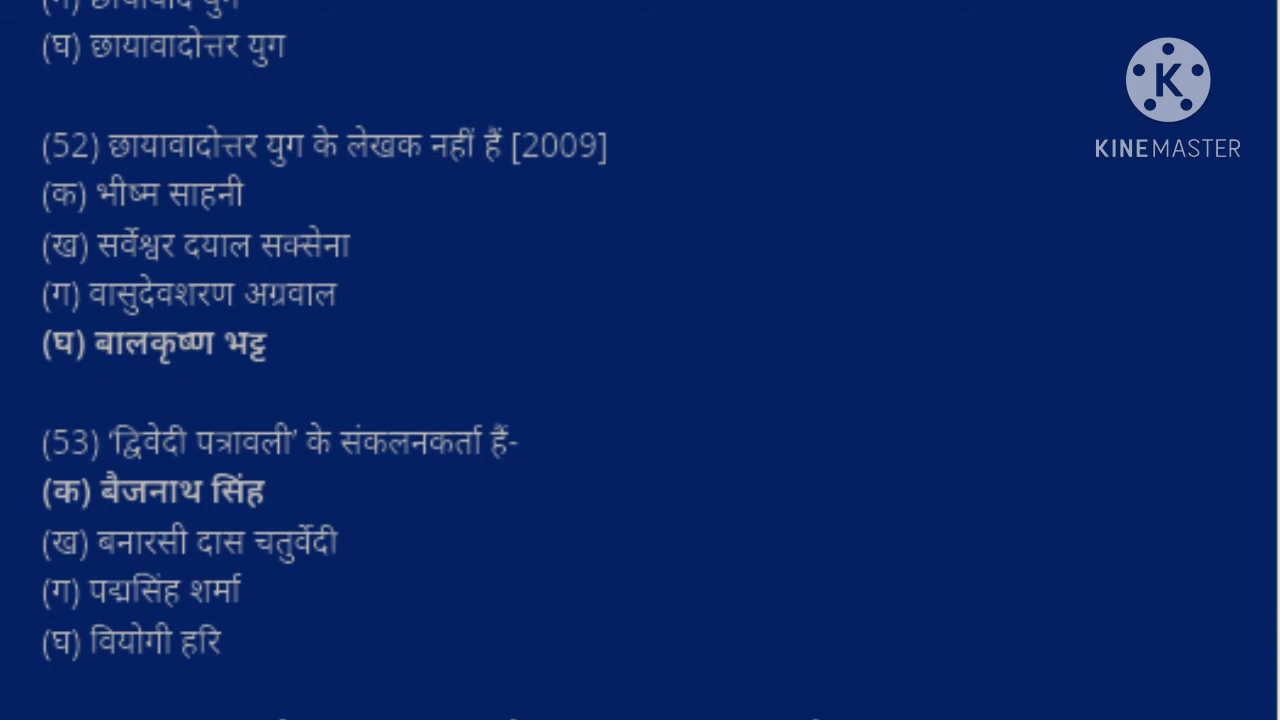 (घ) छायावादोत्तर युग
(52) छायावादोत्तर युग के लेखक नहीं हैं [2009]
(क) भीष्म साहनी
(ख) सर्वेश्वर दयाल सक्सेना
(ग) वासुदेवशरण अग्रवाल
(घ) बालकृष्ण भट्ट
(53) 'द्विवेदी पत्रावली' के संकलनकर्ता हैं-
(क) बैजनाथ सिंह
(ख) बनारसी दास चतुर्वेदी
(ग) पद्मसिंह शर्मा
(घ) वियोगी हरि
K
KINEMASTER